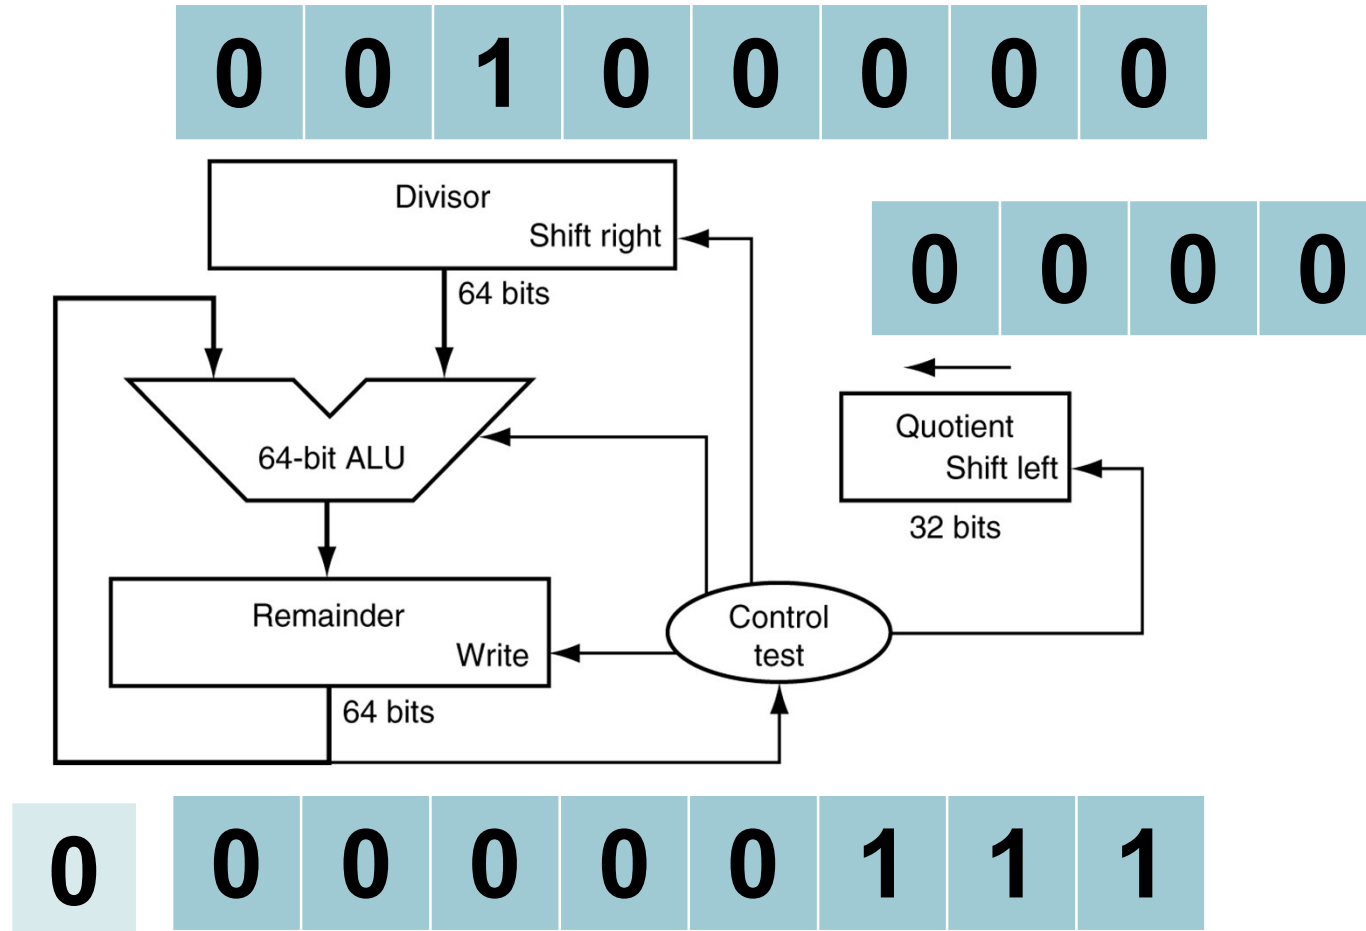 0 0 1 0 0 0 0 0
Divisor
Shift right
64 bits
0 0 0 0
64-bit ALU
Quotient
Shift left
32 bits
Remainder
Write
Control
test
64 bits
0 0 0 0 0 0 1 1 1